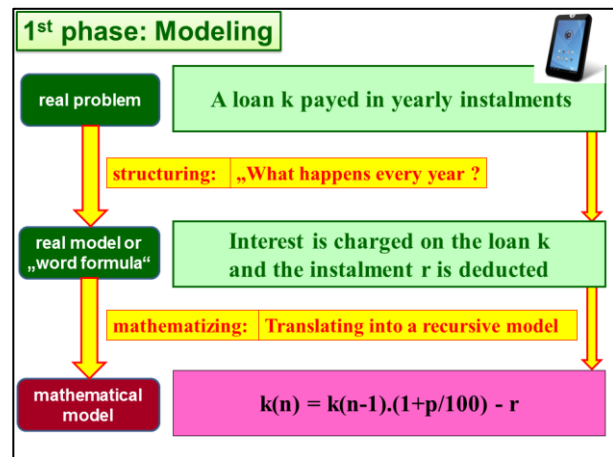 1st phase: Modeling
real problem
A loan k payed in yearly instalments
structuring: „What happens every year ?
real model or
„word formula“
Interest is charged on the loan k
and the instalment r is deducted
mathematizing: Translating into a recursive model
mathematical
model
k(n) = k(n-1).(1+p/100) - r